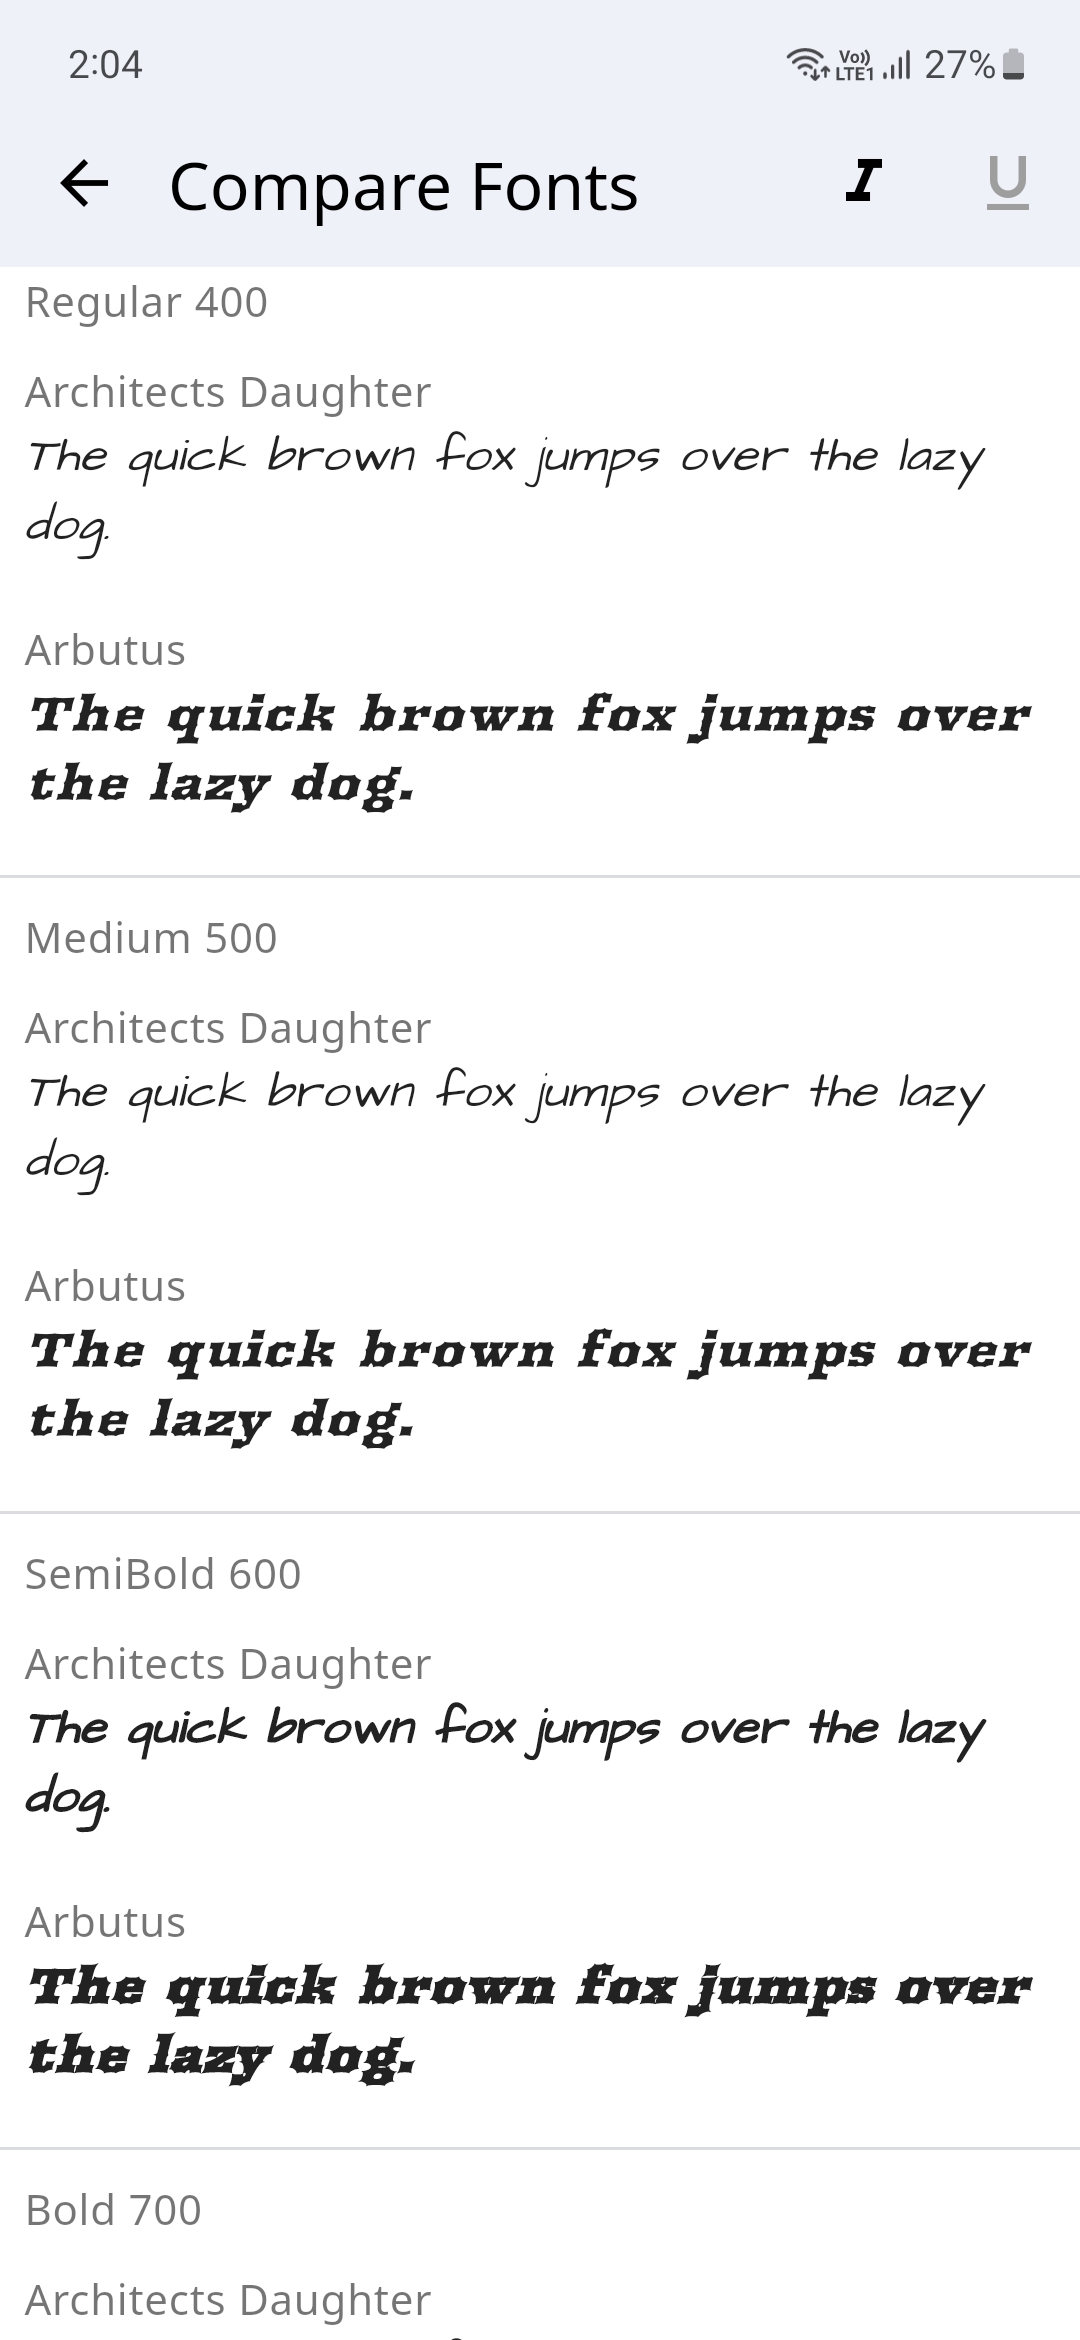 2:04
Vo)) LTE1 27%
Compare Fonts I U
Regular 400
Architects Daughter
The quick brown fox jumps over the lazy
dog.
Arbutus
The quick brown fox jumps over
the lazy dog.
Medium 500
Architects Daughter
The quick brown fox jumps over the lazy
dog.
Arbutus
The quick brown fox jumps over
the lazy dog.
SemiBold 600
Architects Daughter
The quick brown fox jumps over the lazy
dog.
Arbutus
The quick brown fox jumps over
the lazy dog.
Bold 700
Architects Daughter